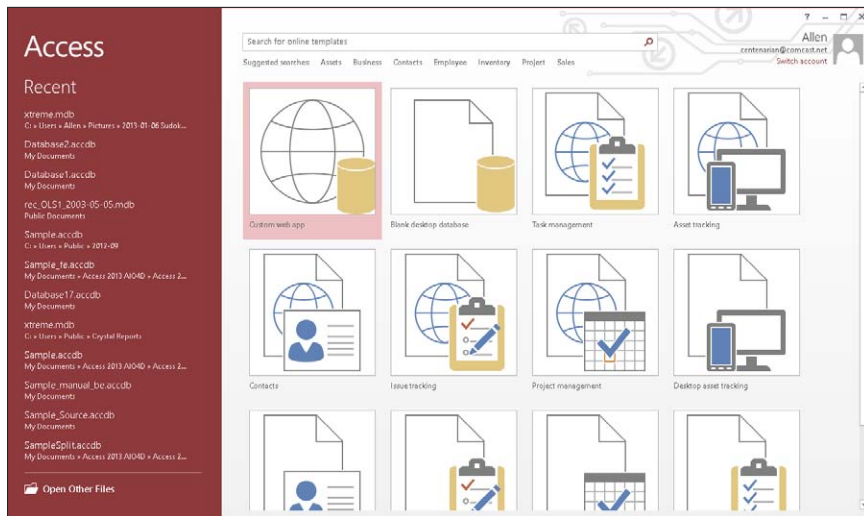 Access
Recent
xtreme.mdb
C: » Users » Allen » Pictures » 2013-01-06 Sudok...
Database2.accdb
My Documents
Database1.accdb
My Documents
rec_OLS1_2003-05-05.mdb
Public Documents
Sample.accdb
C: » Users » Public » 2012-09
Sample_fe.accdb
My Documents » Access 2013 AIO4D » Access 2...
Database17.accdb
My Documents
xtreme.mdb
C: » Users » Public » Crystal Reports
Sample.accdb
My Documents » Access 2013 AIO4D » Access 2...
Sample_manual_be.accdb
My Documents » Access 2013 AIO4D » Access 2...
Sample_Source.accdb
My Documents
SampleSplit.accdb
My Documents » Access 2013 AIO4D » Access 2...
Open Other Files
?
Search for online templates
Allen
centenarian@comcast.net
Switch account
Suggested searches: Assets Business Contacts Employee Inventory Project Sales
Custom web app
Blank desktop database
Task management
Asset tracking
Contacts
Issue tracking
Project management
Desktop asset tracking